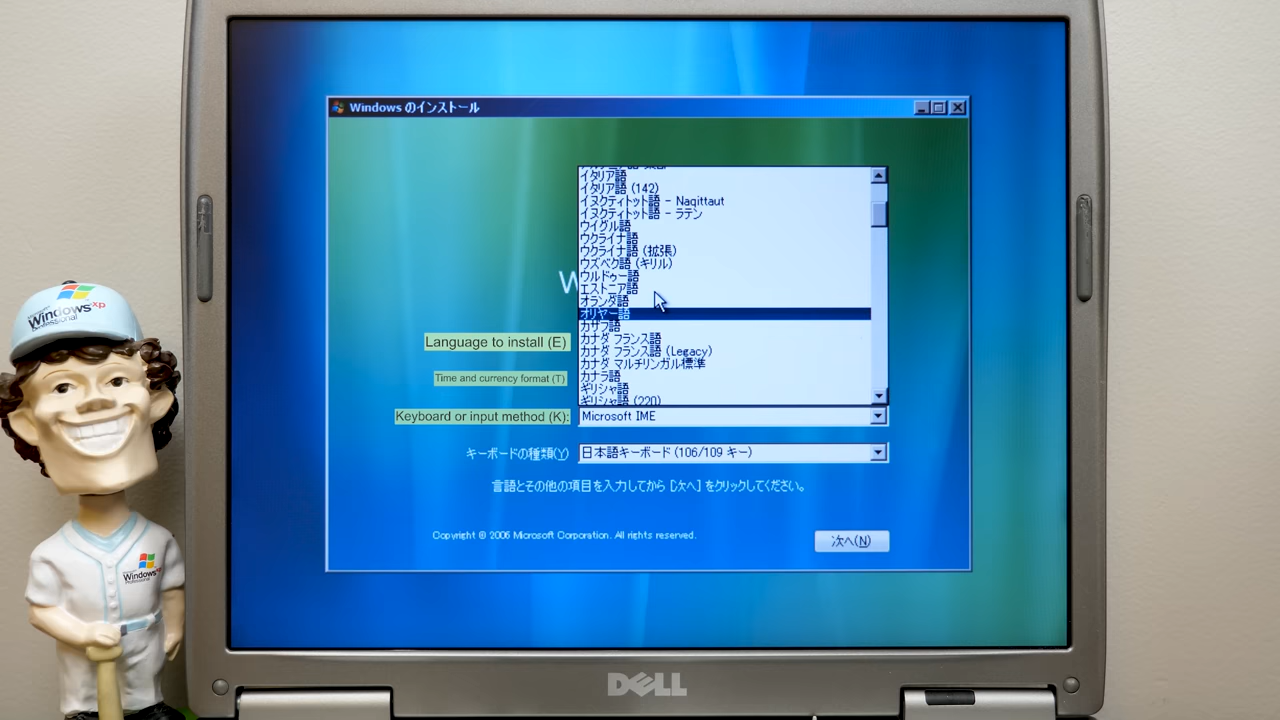 Windows のインストール
イタリア語
イタリア語 (142)
イヌクティトット語 - Naqittaut
イヌクティトット語 - ラテン
ウイグル語
ウクライナ語
ウクライナ語 (拡張)
ウズベク語 (キリル)
ウルドゥー語
エストニア語
オランダ語
オリヤー語
カザフ語
カナダ フランス語
カナダ フランス語 (Legacy)
カナダ マルチリンガル標準
カナラ語
ギリシャ語
ギリシャ語 (220)
W
Language to install (E)
Time and currency format (T)
Keyboard or input method (K):
Microsoft IME
キーボードの種類(Y)
日本語キーボード (106/109 キー)
言語とその他の項目を入力してから [次へ] をクリックしてください。
Copyright © 2006 Microsoft Corporation. All rights reserved.
次へ(N)
DELL
Windows xp
Professional
Windows xp
Professional